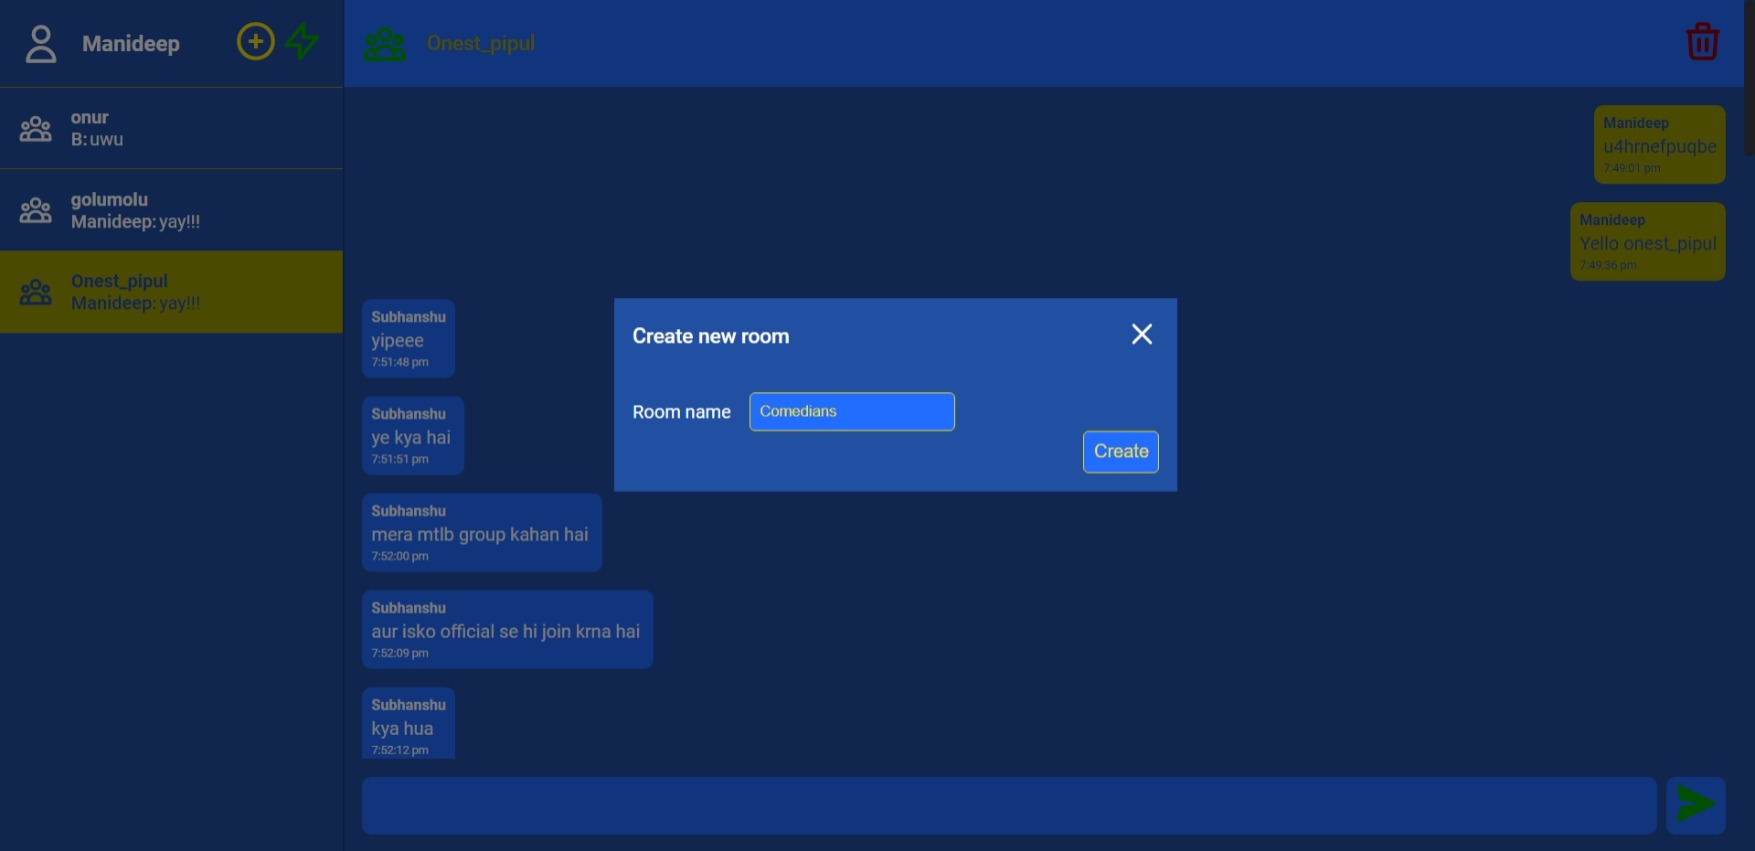 Manideep
onur
B: uwu
golumolu
Manideep: yay!!!
Onest_pipul
Manideep: yay!!!
Onest_pipul
Manideep
u4hrnefpuqbe
7:49:01 pm
Manideep
Yello onest_pipul
7:49:36 pm
Subhanshu
yipeee
7:51:48 pm
Subhanshu
ye kya hai
7:51:51 pm
Subhanshu
mera mtlb group kahan hai
7:52:00 pm
Subhanshu
aur isko official se hi join krna hai
7:52:09 pm
Subhanshu
kya hua
7:52:12 pm
Create new room
Room name Comedians
Create